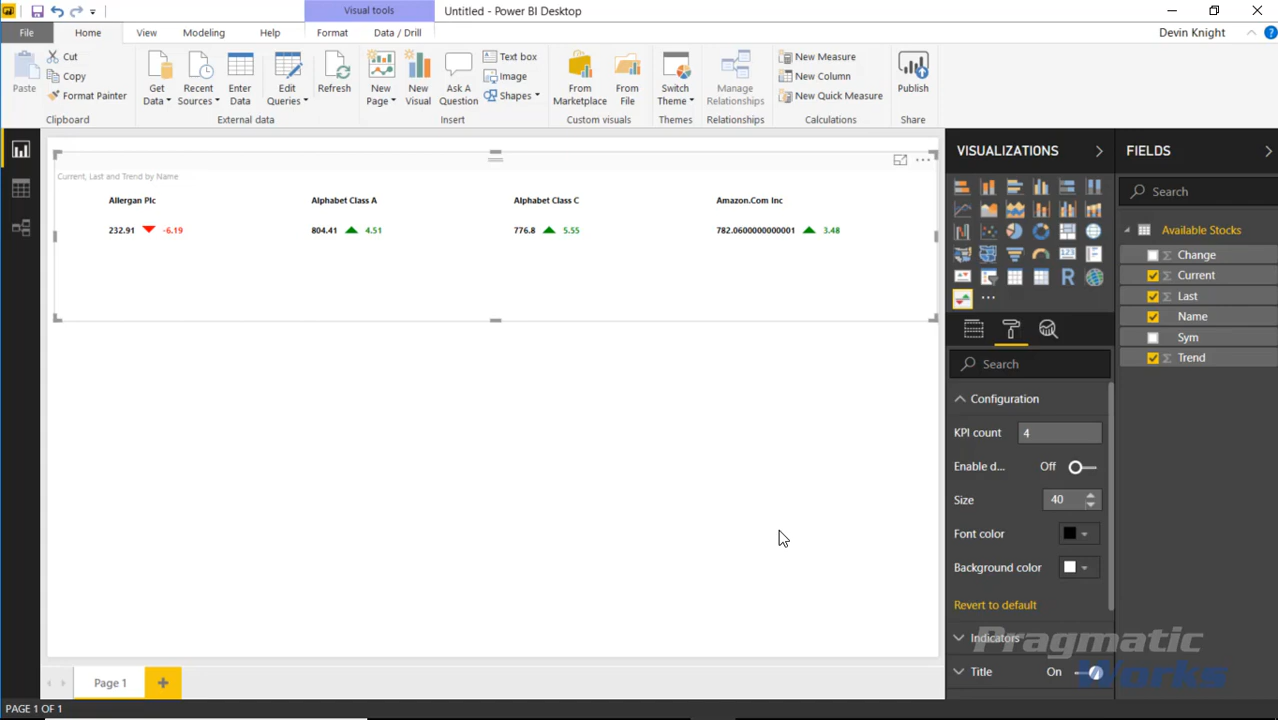 Visual tools
Untitled - Power BI Desktop
File
Home
View
Modeling
Help
Format
Data / Drill
Devin Knight
Paste
Cut
Copy
Format Painter
Clipboard
Get Data
Recent Sources
Enter Data
Edit Queries
Refresh
External data
New Page
New Visual
Ask A Question
Text box
Image
Shapes
Insert
From Marketplace
From File
Custom visuals
Switch Theme
Themes
Manage Relationships
Relationships
New Measure
New Column
New Quick Measure
Calculations
Publish
Share
Current, Last and Trend by Name
Allergan Plc
Alphabet Class A
Alphabet Class C
Amazon.Com Inc
232.91 -6.19
804.41 4.51
776.8 5.55
782.0600000000001 3.48
VISUALIZATIONS
R
Search
Configuration
KPI count 4
Enable d... Off
Size 40
Font color
Background color
Revert to default
Indicators
Title On
FIELDS
Search
Available Stocks
Change
Current
Last
Name
Sym
Trend
Pragmatic
Works
Page 1
PAGE 1 OF 1